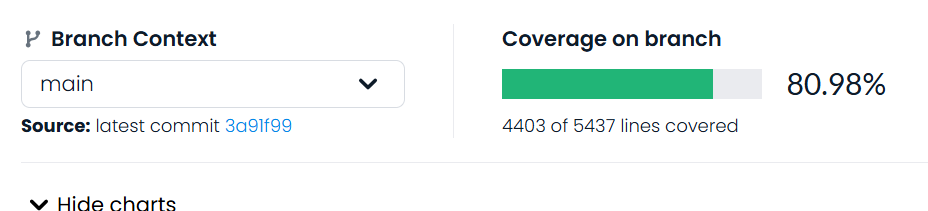 Branch Context
main
Source: latest commit 3a91f99
Coverage on branch
80.98%
4403 of 5437 lines covered
Hide charts